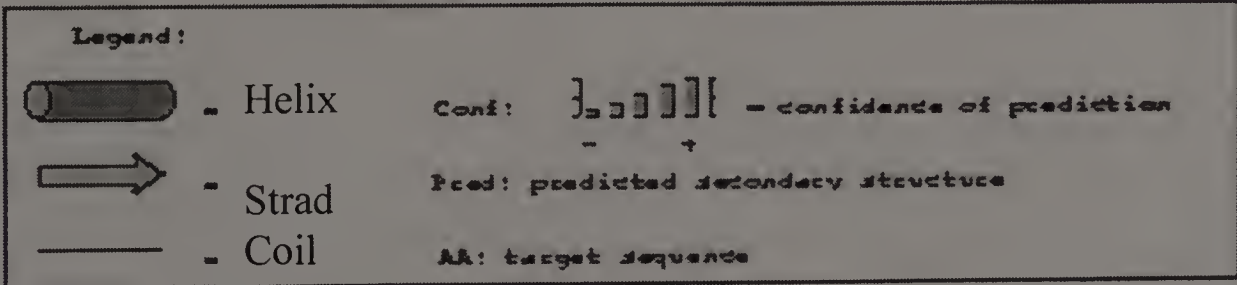 Legend:
- Helix
Conf: - confidence of prediction
- +
Pred: predicted secondary structure
- Strad
- Coil
AA: target sequence